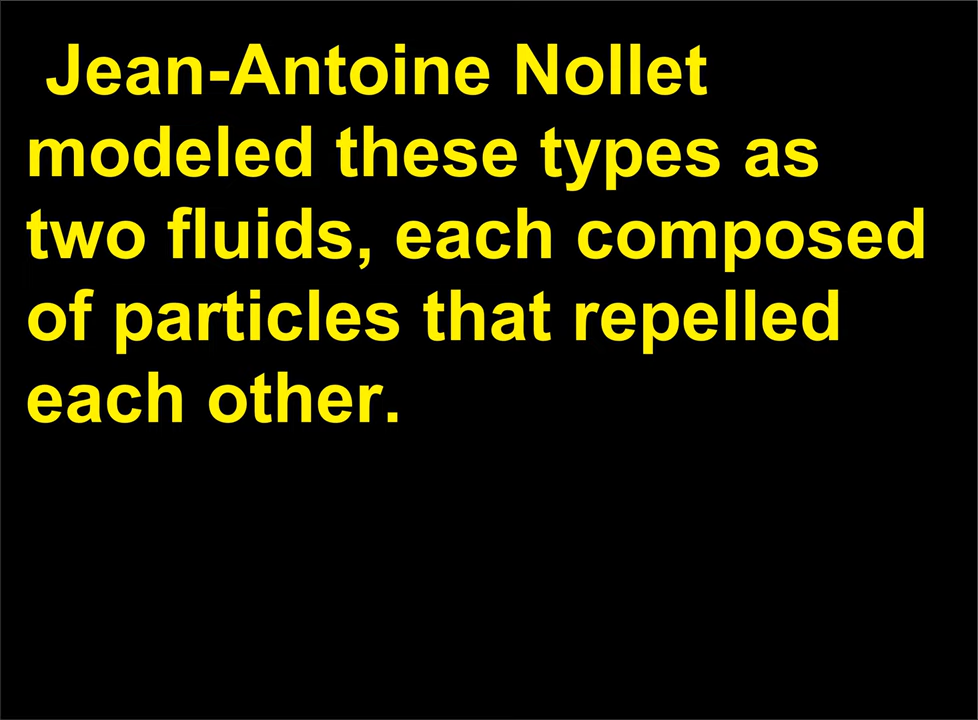 Jean-Antoine Nollet
modeled these types as
two fluids, each composed
of particles that repelled
each other.